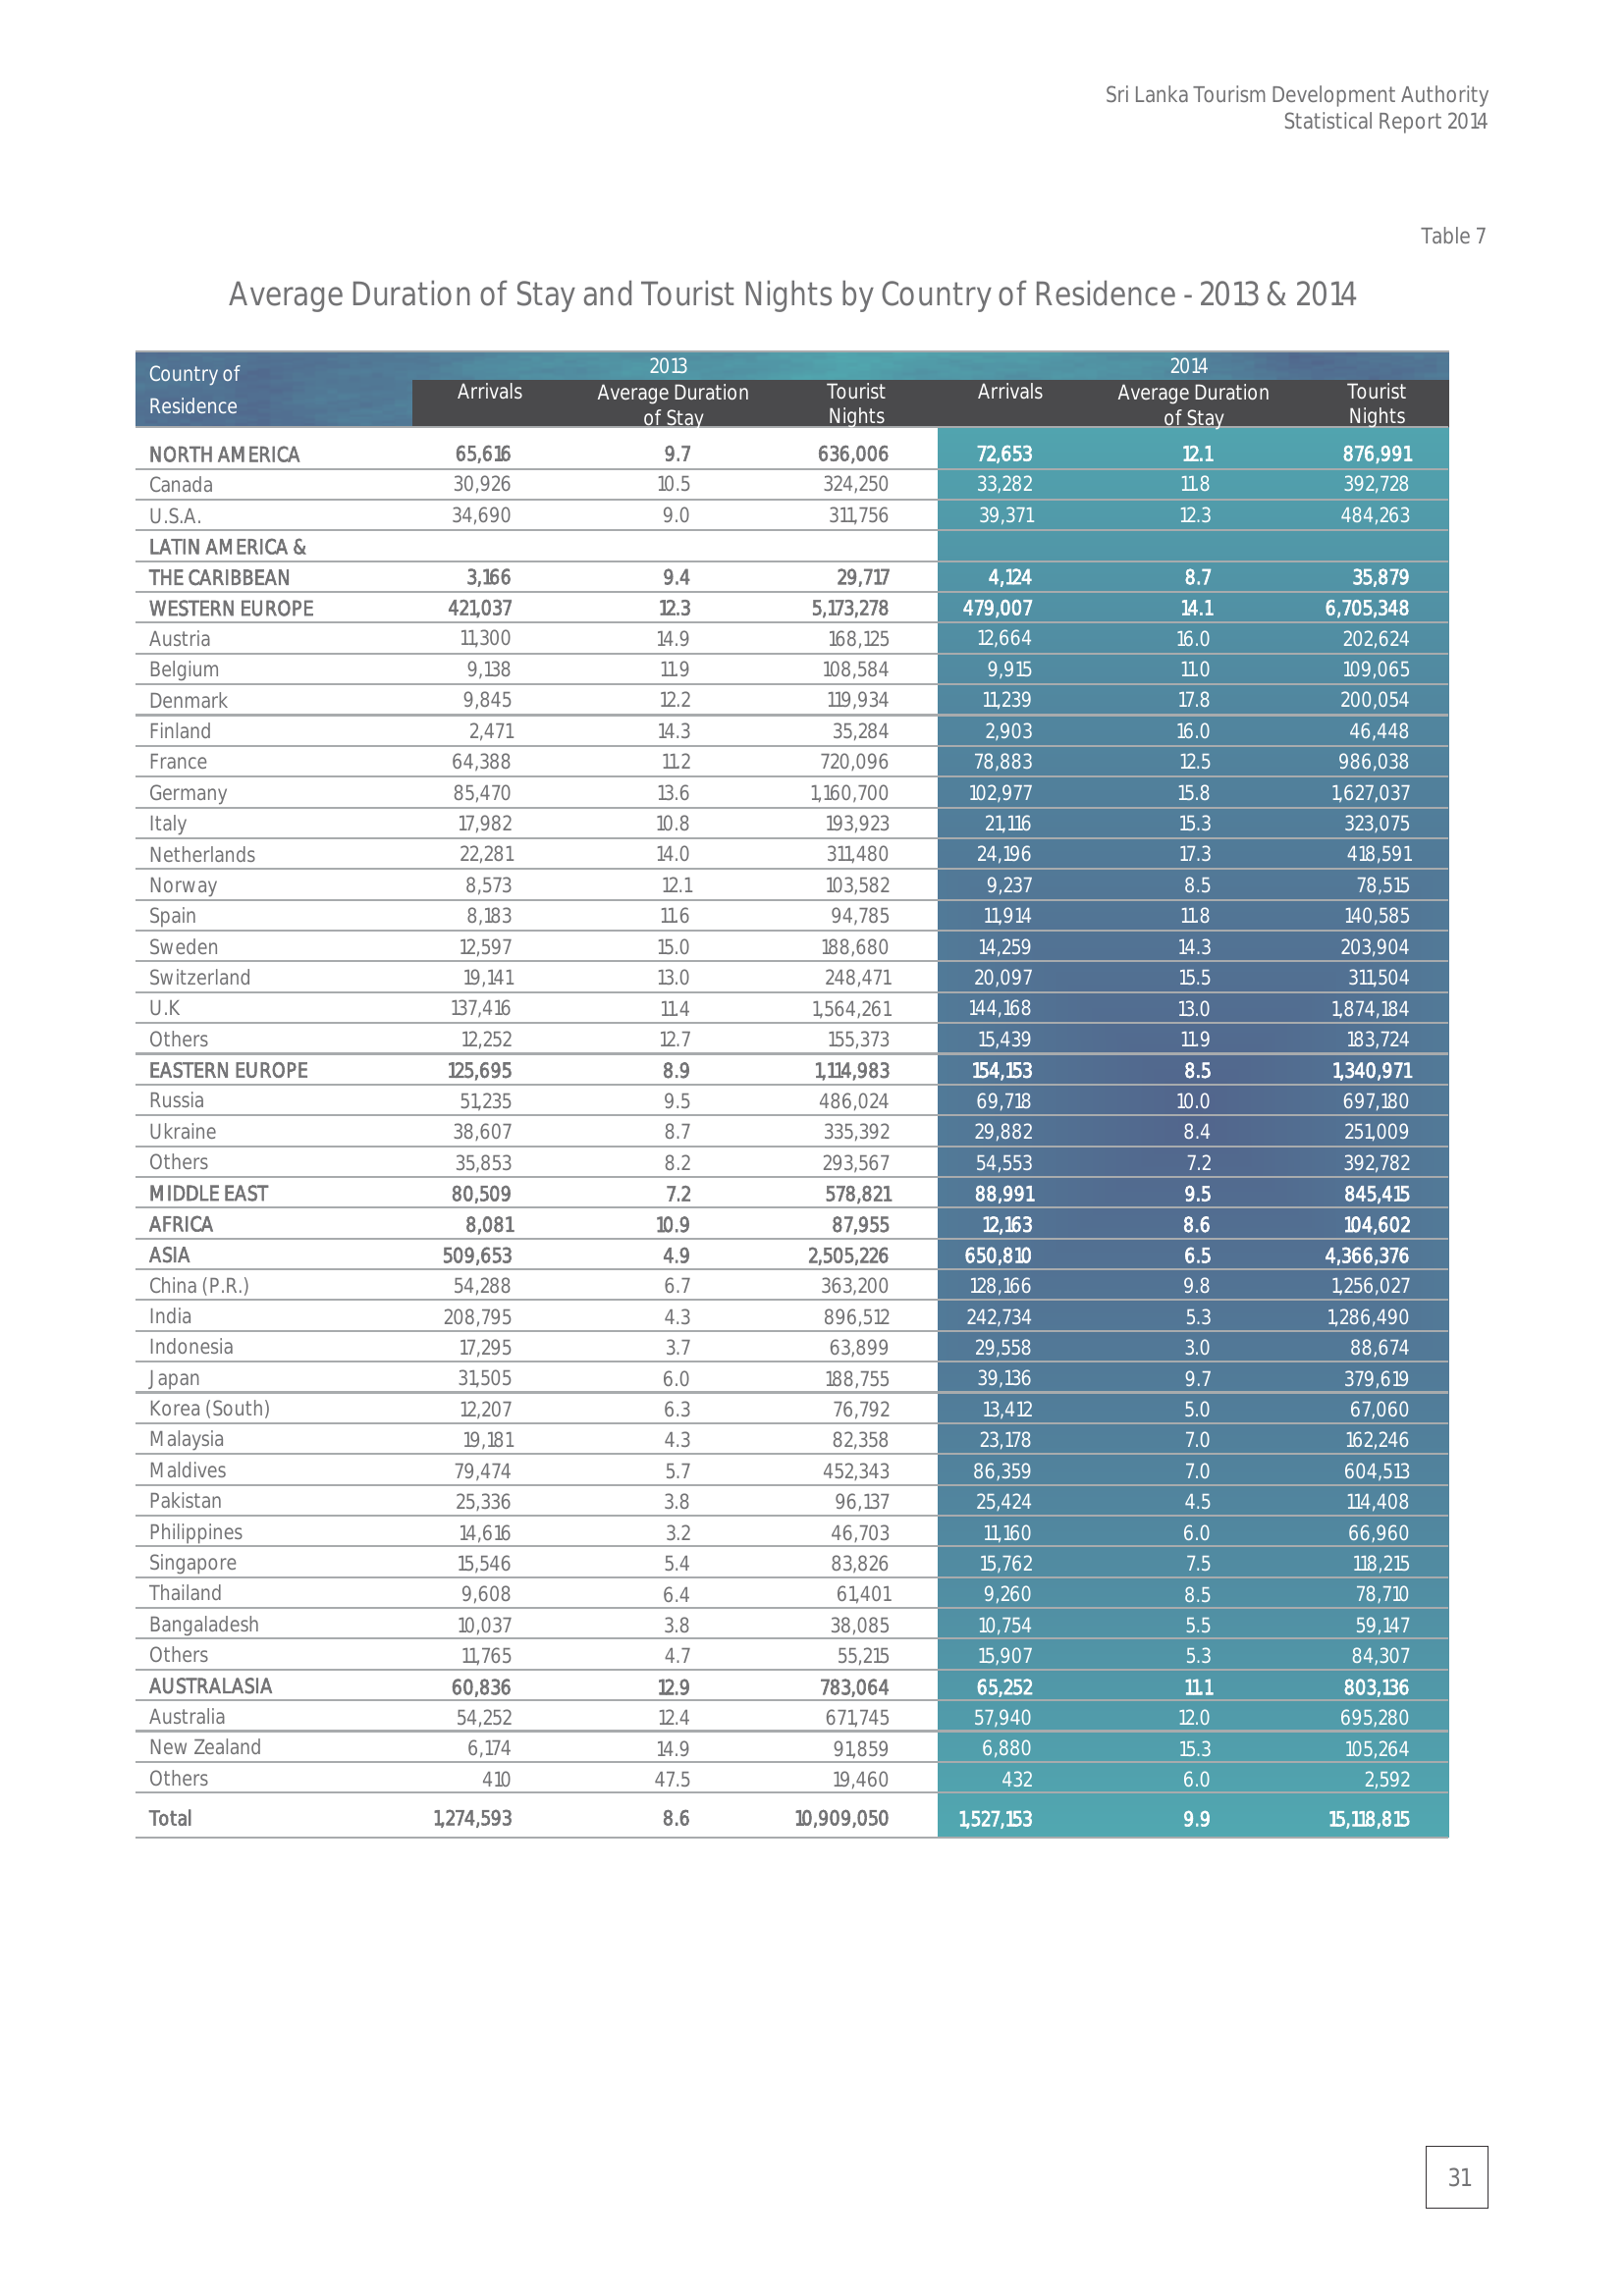 Sri Lanka Tourism Development Authority
Statistical Report 2014
Table 7
Average Duration of Stay and Tourist Nights by Country of Residence - 2013 & 2014
Country of Residence 2013 2014
Arrivals Average Duration of Stay Tourist Nights Arrivals Average Duration of Stay Tourist Nights
NORTH AMERICA 65,616 9.7 636,006 72,653 12.1 876,991
Canada 30,926 10.5 324,250 33,282 11.8 392,728
U.S.A. 34,690 9.0 311,756 39,371 12.3 484,263
LATIN AMERICA &
THE CARIBBEAN 3,166 9.4 29,717 4,124 8.7 35,879
WESTERN EUROPE 421,037 12.3 5,173,278 479,007 14.1 6,705,348
Austria 11,300 14.9 168,125 12,664 16.0 202,624
Belgium 9,138 11.9 108,584 9,915 11.0 109,065
Denmark 9,845 12.2 119,934 11,239 17.8 200,054
Finland 2,471 14.3 35,284 2,903 16.0 46,448
France 64,388 11.2 720,096 78,883 12.5 986,038
Germany 85,470 13.6 1,160,700 102,977 15.8 1,627,037
Italy 17,982 10.8 193,923 21,116 15.3 323,075
Netherlands 22,281 14.0 311,480 24,196 17.3 418,591
Norway 8,573 12.1 103,582 9,237 8.5 78,515
Spain 8,183 11.6 94,785 11,914 11.8 140,585
Sweden 12,597 15.0 188,680 14,259 14.3 203,904
Switzerland 19,141 13.0 248,471 20,097 15.5 311,504
U.K 137,416 11.4 1,564,261 144,168 13.0 1,874,184
Others 12,252 12.7 155,373 15,439 11.9 183,724
EASTERN EUROPE 125,695 8.9 1,114,983 154,153 8.5 1,340,971
Russia 51,235 9.5 486,024 69,718 10.0 697,180
Ukraine 38,607 8.7 335,392 29,882 8.4 251,009
Others 35,853 8.2 293,567 54,553 7.2 392,782
MIDDLE EAST 80,509 7.2 578,821 88,991 9.5 845,415
AFRICA 8,081 10.9 87,955 12,163 8.6 104,602
ASIA 509,653 4.9 2,505,226 650,810 6.5 4,366,376
China (P.R.) 54,288 6.7 363,200 128,166 9.8 1,256,027
India 208,795 4.3 896,512 242,734 5.3 1,286,490
Indonesia 17,295 3.7 63,899 29,558 3.0 88,674
Japan 31,505 6.0 188,755 39,136 9.7 379,619
Korea (South) 12,207 6.3 76,792 13,412 5.0 67,060
Malaysia 19,181 4.3 82,358 23,178 7.0 162,246
Maldives 79,474 5.7 452,343 86,359 7.0 604,513
Pakistan 25,336 3.8 96,137 25,424 4.5 114,408
Philippines 14,616 3.2 46,703 11,160 6.0 66,960
Singapore 15,546 5.4 83,826 15,762 7.5 118,215
Thailand 9,608 6.4 61,401 9,260 8.5 78,710
Bangaladesh 10,037 3.8 38,085 10,754 5.5 59,147
Others 11,765 4.7 55,215 15,907 5.3 84,307
AUSTRALASIA 60,836 12.9 783,064 65,252 11.1 803,136
Australia 54,252 12.4 671,745 57,940 12.0 695,280
New Zealand 6,174 14.9 91,859 6,880 15.3 105,264
Others 410 47.5 19,460 432 6.0 2,592
Total 1,274,593 8.6 10,909,050 1,527,153 9.9 15,118,815
31